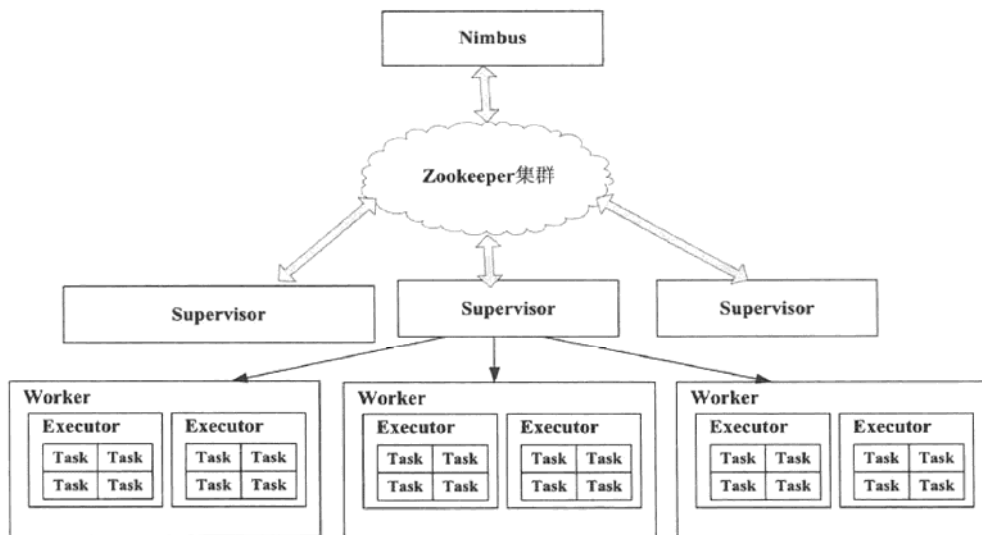 Nimbus
Zookeeper集群
Supervisor Supervisor Supervisor
Worker Worker Worker
Executor Executor Executor Executor Executor Executor
Task Task Task Task Task Task Task Task Task Task Task Task
Task Task Task Task Task Task Task Task Task Task Task Task